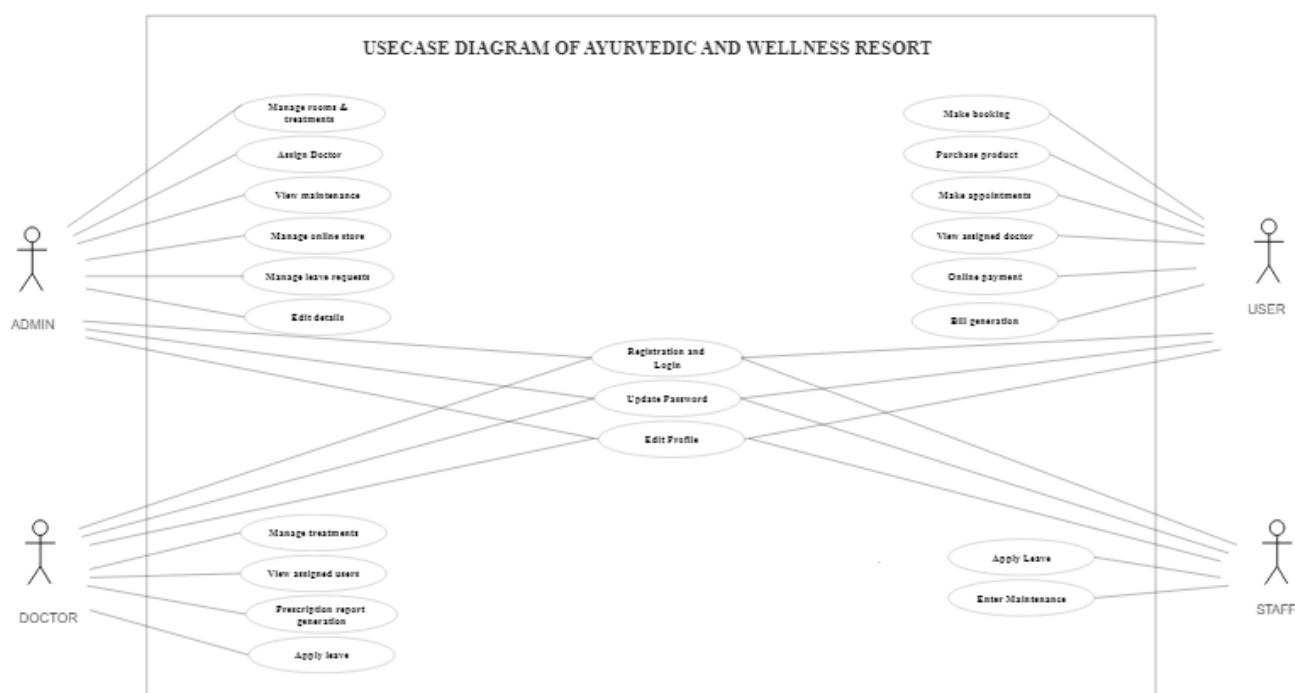 USECASE DIAGRAM OF AYURVEDIC AND WELLNESS RESORT
Manage rooms &
treatments
Assign Doctor
View maintenance
Manage online store
Manage leave requests
Edit details
ADMIN
Make booking
Purchase product
Make appointments
View assigned doctor
Online payment
Bill generation
USER
Registration and
Login
Update Password
Edit Profile
Manage treatments
View assigned users
Prescription report
generation
Apply leave
DOCTOR
Apply Leave
Enter Maintenance
STAFF